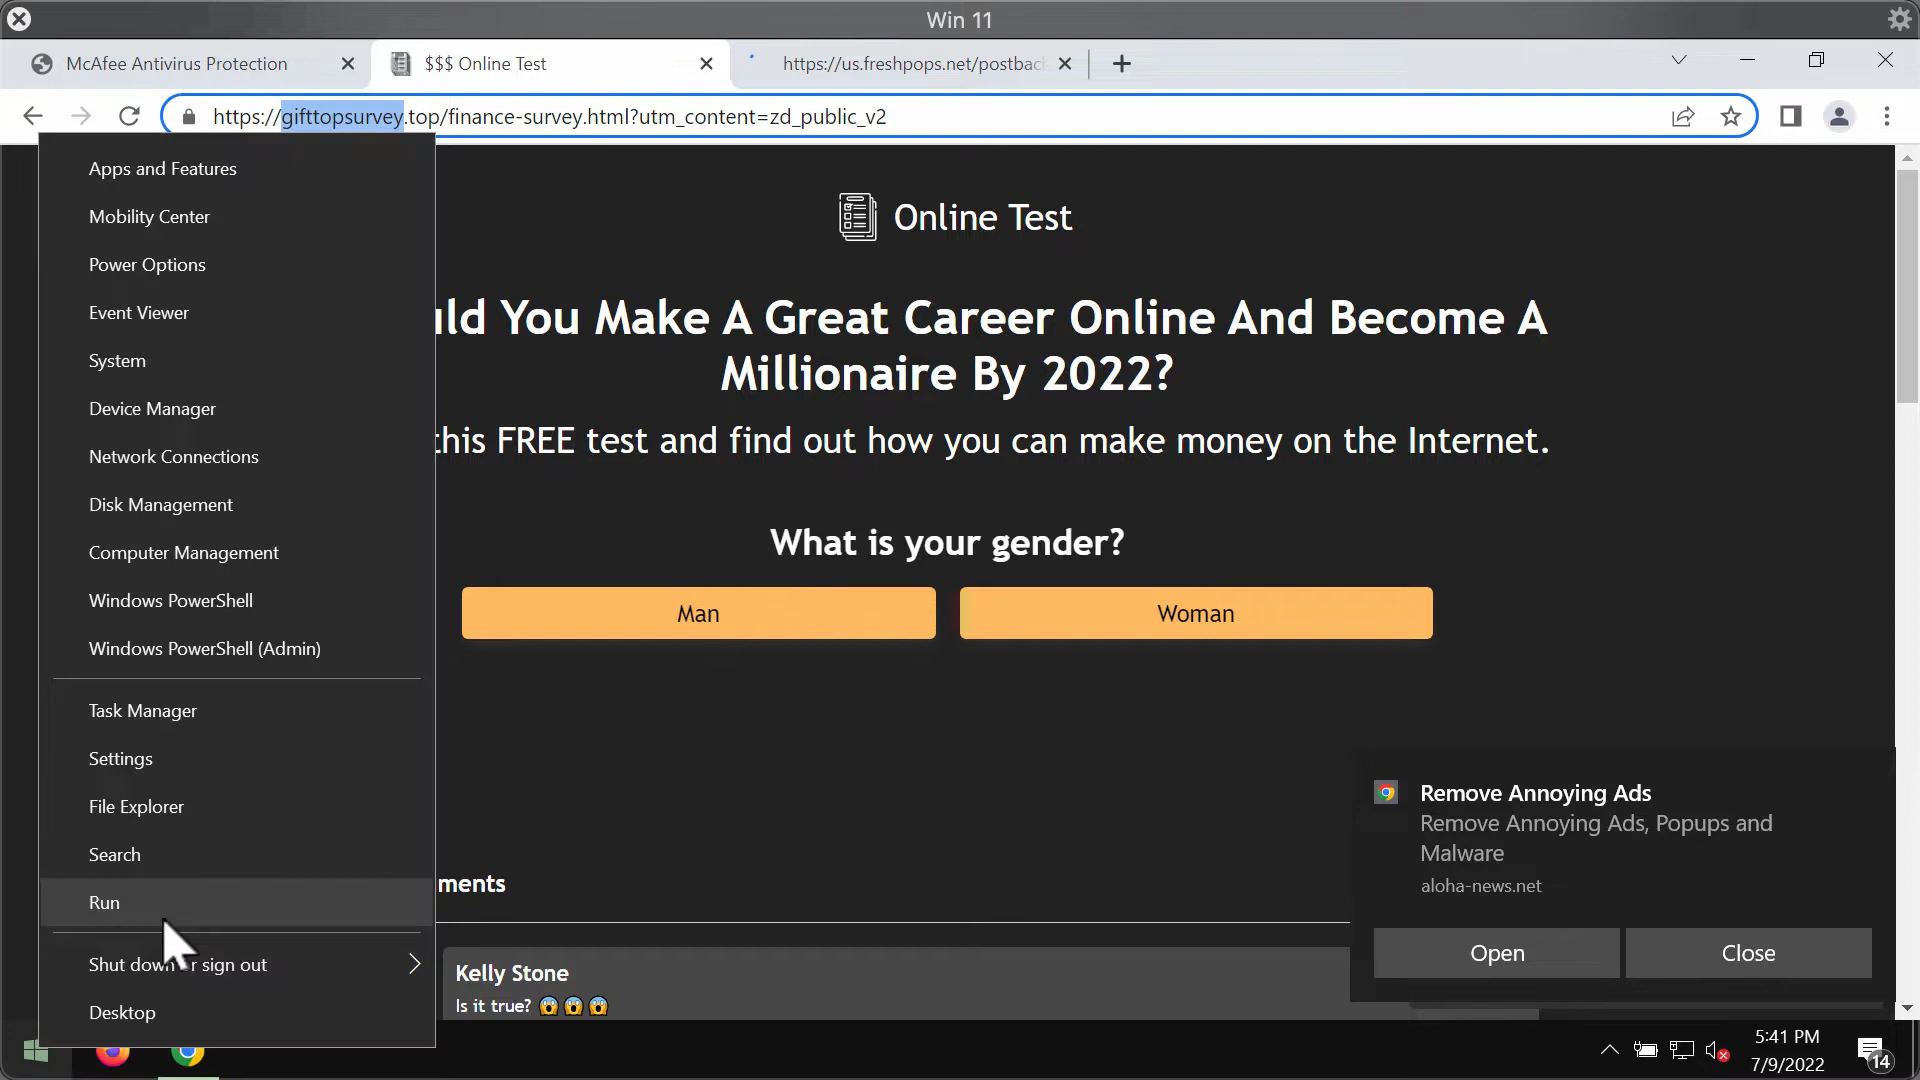 Win 11
McAfee Antivirus Protection
$$$ Online Test
https://us.freshpops.net/postbac
https://gifttopsurvey.top/finance-survey.html?utm_content=zd_public_v2
Apps and Features
Mobility Center
Power Options
Event Viewer
System
Device Manager
Network Connections
Disk Management
Computer Management
Windows PowerShell
Windows PowerShell (Admin)
Task Manager
Settings
File Explorer
Search
Run
Shut down or sign out
Desktop
Online Test
uld You Make A Great Career Online And Become A
Millionaire By 2022?
this FREE test and find out how you can make money on the Internet.
What is your gender?
Man
Woman
ments
Kelly Stone
Is it true? 😱😱😱
Remove Annoying Ads
Remove Annoying Ads, Popups and
Malware
aloha-news.net
Open
Close
5:41 PM
7/9/2022
14